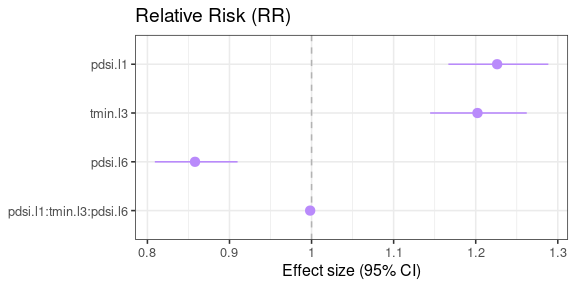 Relative Risk (RR)
pdsi.l1
tmin.l3
pdsi.l6
pdsi.l1:tmin.l3:pdsi.l6
0.8 0.9 1 1.1 1.2 1.3
Effect size (95% CI)